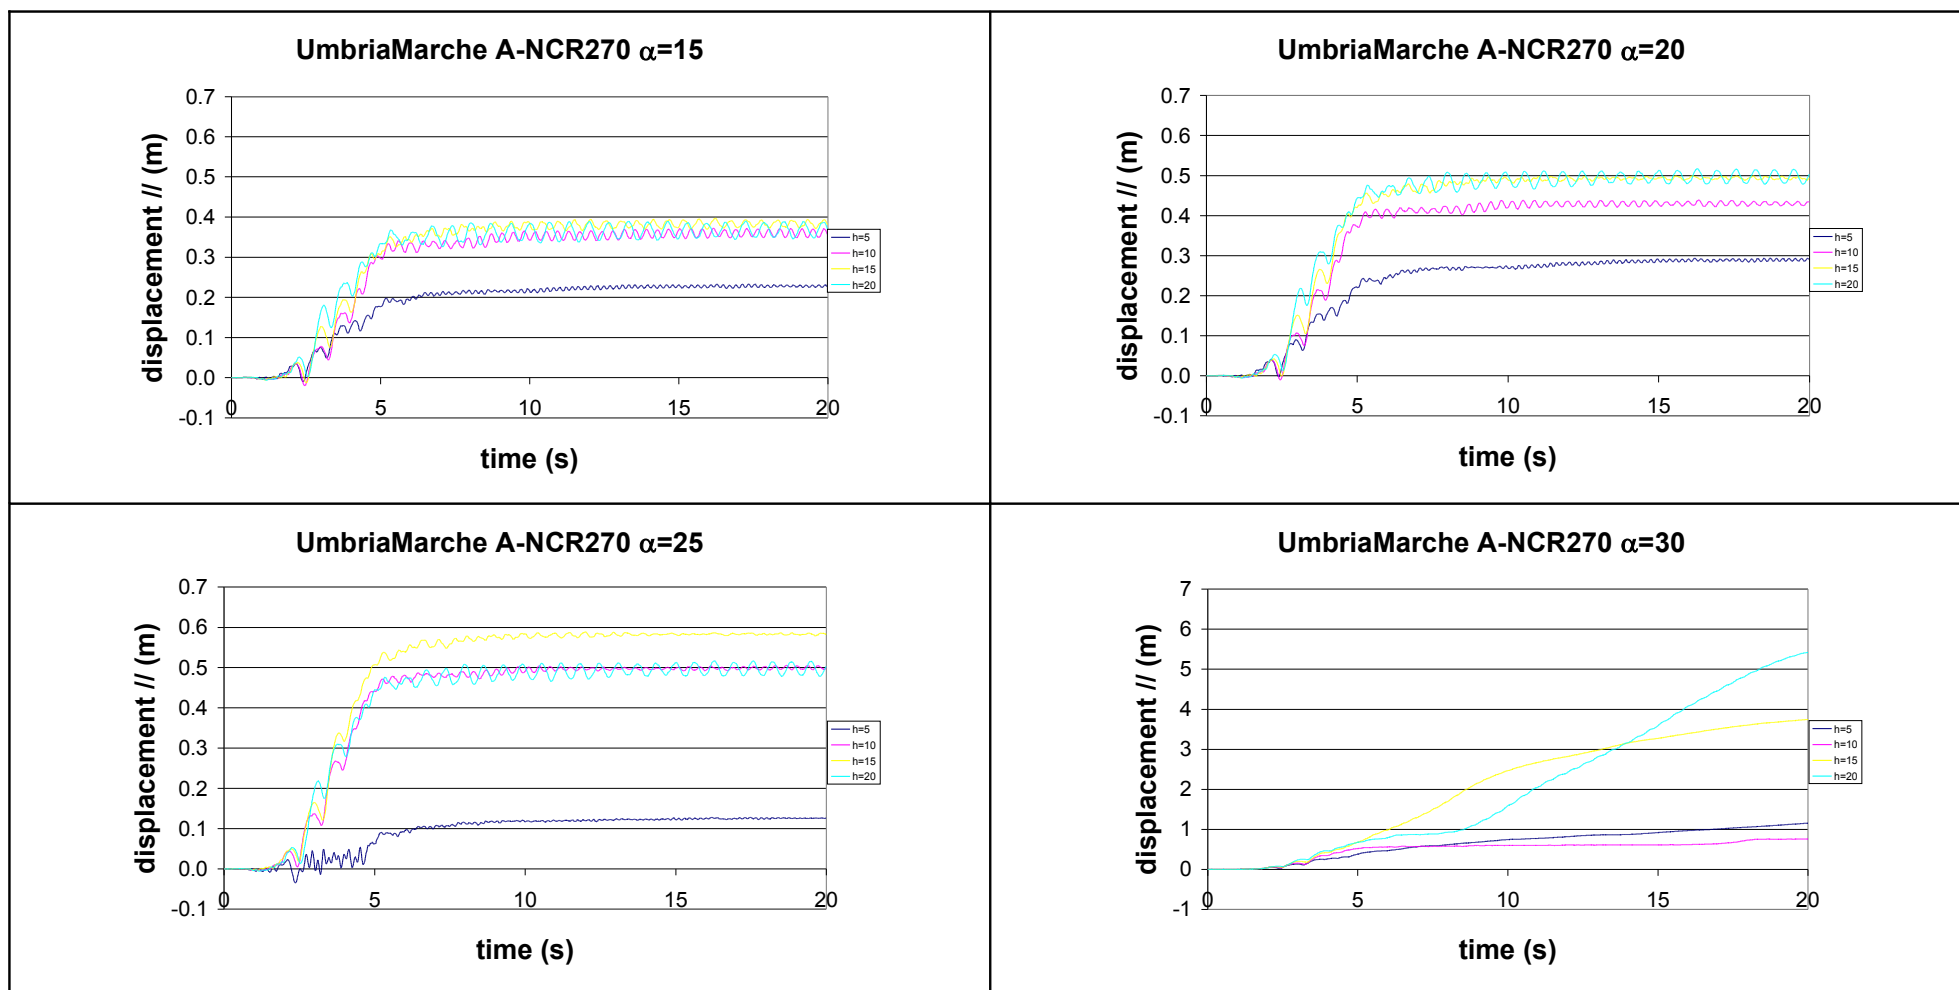 UmbriaMarche A-NCR270 α=15
0.7
0.6
0.5
0.4
0.3
0.2
0.1
0.0
-0.1
displacement // (m)
0 5 10 15 20
time (s)
h=5
h=10
h=15
h=20
UmbriaMarche A-NCR270 α=20
0.7
0.6
0.5
0.4
0.3
0.2
0.1
0.0
-0.1
displacement // (m)
0 5 10 15 20
time (s)
h=5
h=10
h=15
h=20
UmbriaMarche A-NCR270 α=25
0.7
0.6
0.5
0.4
0.3
0.2
0.1
0.0
-0.1
displacement // (m)
0 5 10 15 20
time (s)
h=5
h=10
h=15
h=20
UmbriaMarche A-NCR270 α=30
7
6
5
4
3
2
1
0
-1
displacement // (m)
0 5 10 15 20
time (s)
h=5
h=10
h=15
h=20